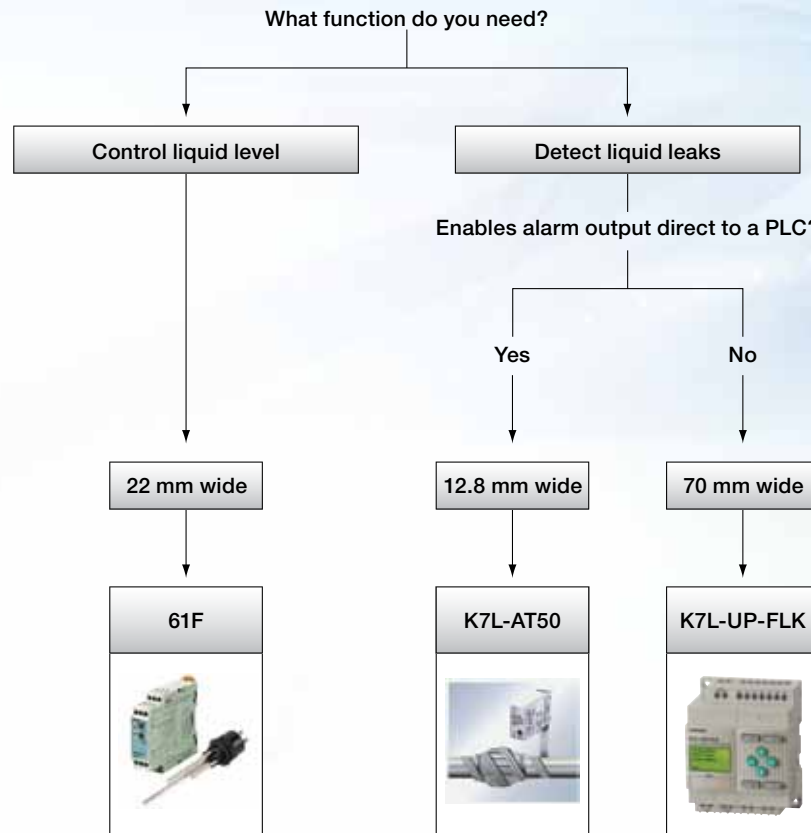 What function do you need?
Control liquid level
Detect liquid leaks
Enables alarm output direct to a PLC?
Yes
No
22 mm wide
12.8 mm wide
70 mm wide
61F
K7L-AT50
K7L-UP-FLK